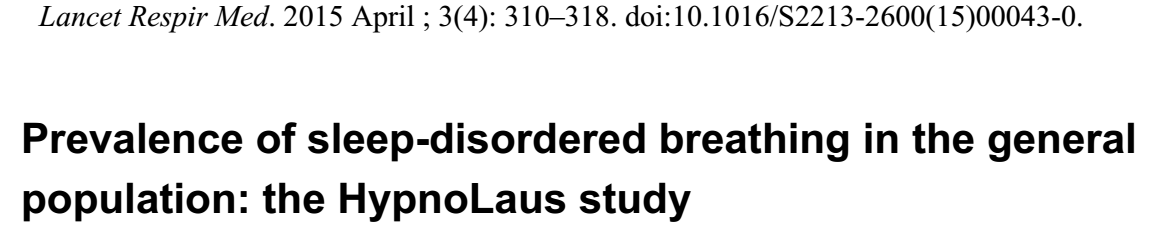 Lancet Respir Med. 2015 April ; 3(4): 310–318. doi:10.1016/S2213-2600(15)00043-0.
Prevalence of sleep-disordered breathing in the general
population: the HypnoLaus study